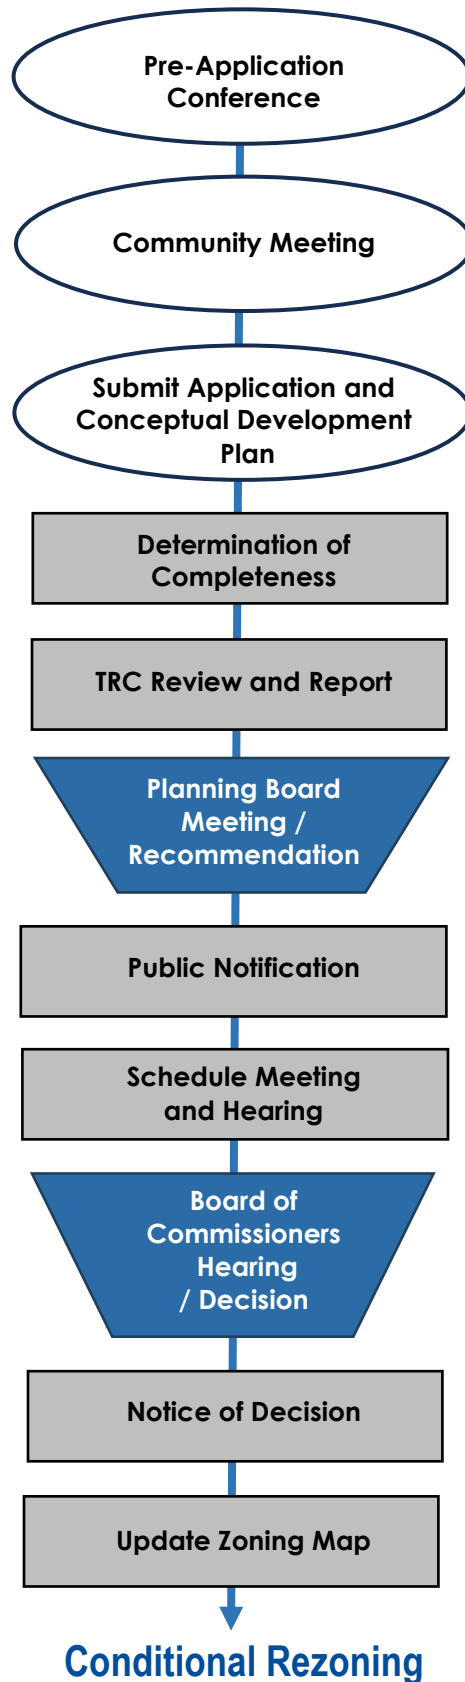 Pre-Application
Conference
Community Meeting
Submit Application and
Conceptual Development
Plan
Determination of
Completeness
TRC Review and Report
Planning Board
Meeting /
Recommendation
Public Notification
Schedule Meeting
and Hearing
Board of
Commissioners
Hearing
/ Decision
Notice of Decision
Update Zoning Map
Conditional Rezoning